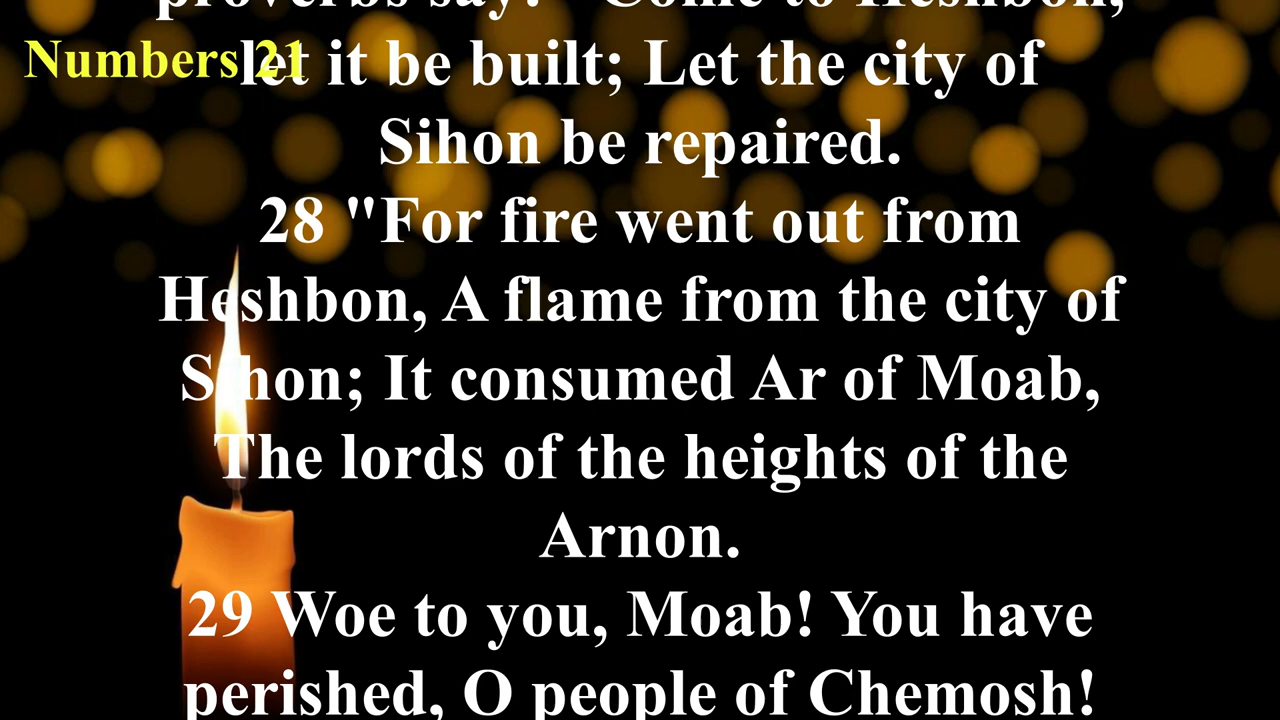 proverbs say: "Come to Heshbon,
Numbers 21
let it be built; Let the city of
Sihon be repaired.
28 "For fire went out from
Heshbon, A flame from the city of
Sihon; It consumed Ar of Moab,
The lords of the heights of the
Arnon.
29 Woe to you, Moab! You have
perished, O people of Chemosh!